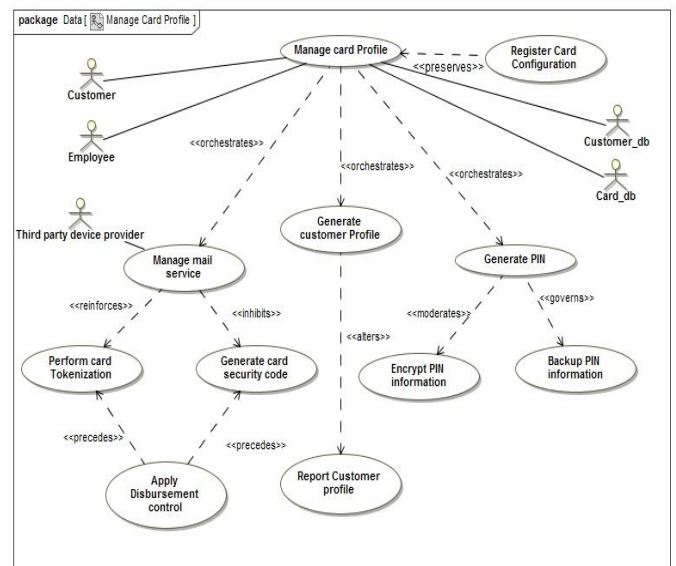 package Data [ Manage Card Profile ]
Manage card Profile
Register Card
Configuration
<<preserves>>
Customer
Employee
Customer_db
Card_db
<<orchestrates>>
<<orchestrates>>
<<orchestrates>>
Third party device provider
Generate
customer Profile
Manage mail
service
Generate PIN
<<reinforces>>
<<inhibits>>
<<moderates>>
<<governs>>
<<alters>>
Perform card
Tokenization
Generate card
security code
Encrypt PIN
information
Backup PIN
information
<<precedes>>
<<precedes>>
Apply
Disbursement
control
Report Customer
profile